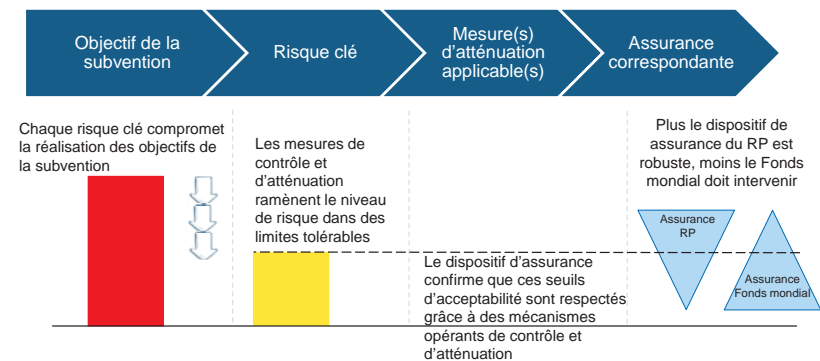 Objectif de la
subvention
Risque clé
Mesure(s)
d'atténuation
applicable(s)
Assurance
correspondante
Chaque risque clé compromet
la réalisation des objectifs de
la subvention
Les mesures de
contrôle et
d'atténuation
ramènent le niveau
de risque dans des
limites tolérables
Le dispositif d'assurance
confirme que ces seuils
d'acceptabilité sont respectés
grâce à des mécanismes
opérants de contrôle et
d'atténuation
Plus le dispositif de
assurance du RP est
robuste, moins le Fonds
mondial doit intervenir
Assurance
RP
Assurance
Fonds mondial